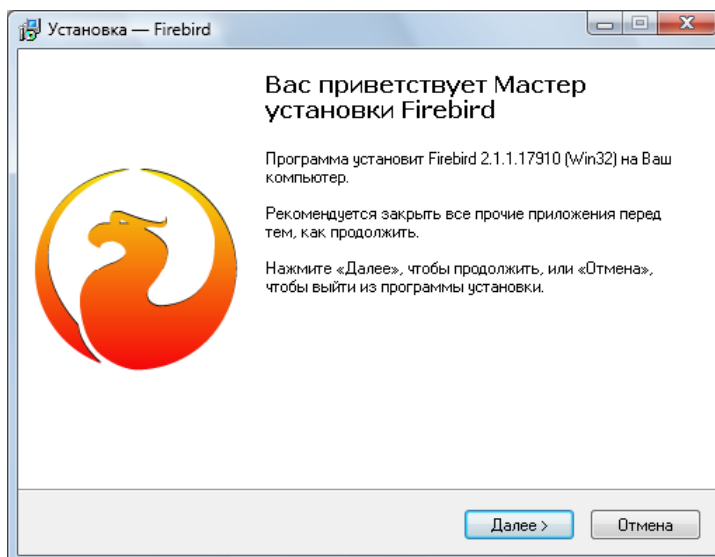 Установка — Firebird
Вас приветствует Мастер
установки Firebird
Программа установит Firebird 2.1.1.17910 (Win32) на Ваш
компьютер.
Рекомендуется закрыть все прочие приложения перед
тем, как продолжить.
Нажмите «Далее», чтобы продолжить, или «Отмена»,
чтобы выйти из программы установки.
Далее >
Отмена